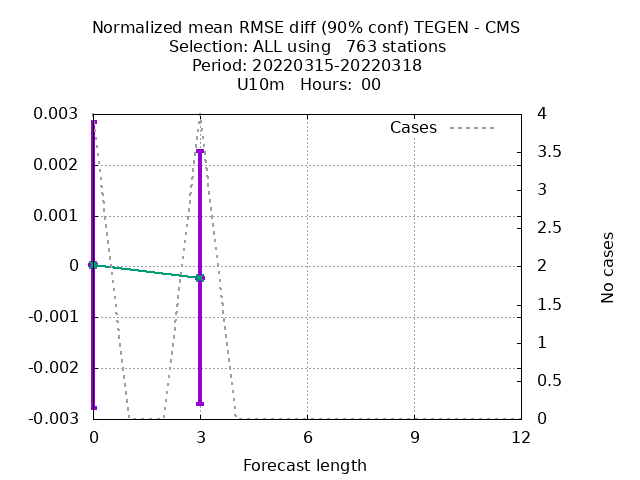 Normalized mean RMSE diff (90% conf) TEGEN - CMS
Selection: ALL using   763 stations
Period: 20220315-20220318
U10m   Hours:  00
Cases
0.003
0.002
0.001
0
-0.001
-0.002
-0.003
4
3.5
3
2.5
2
1.5
1
0.5
0
No cases
0 3 6 9 12
Forecast length